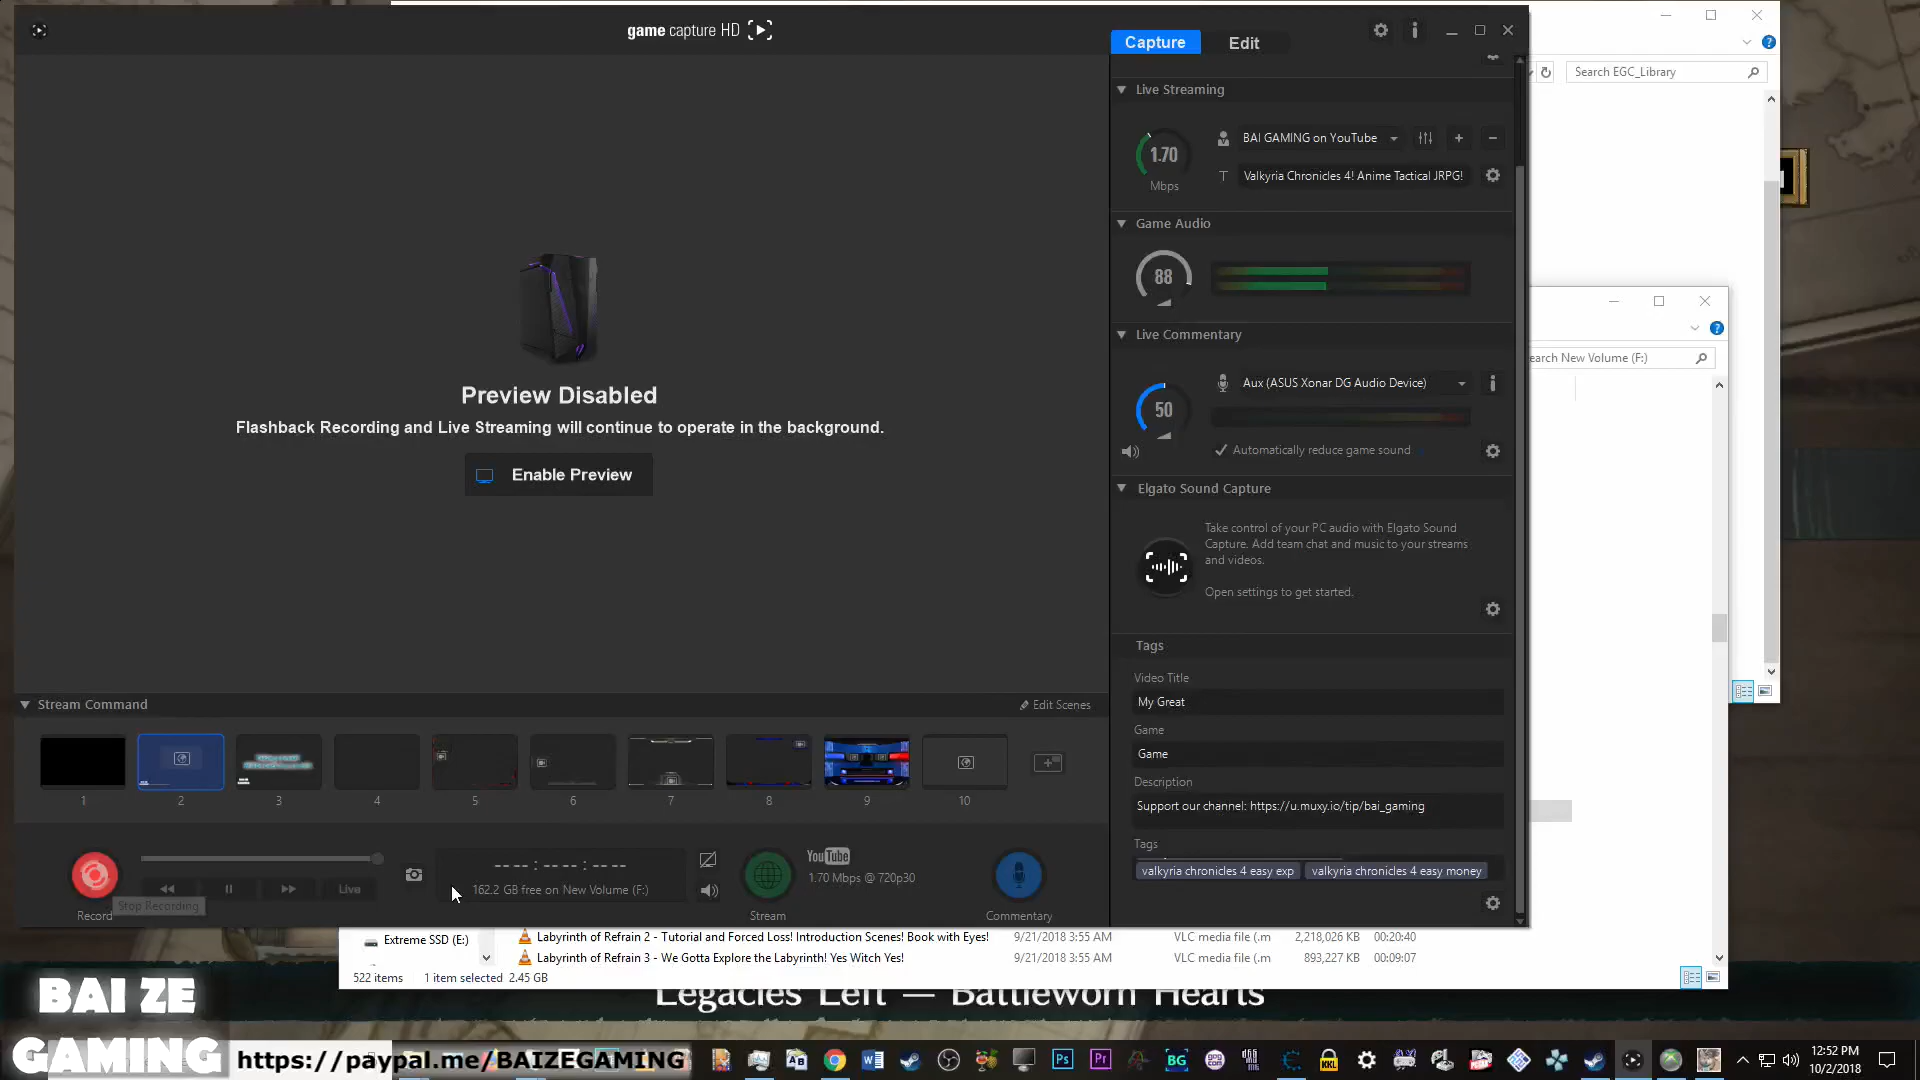 game capture HD
Capture
Edit
Search EGC_Library
Live Streaming
1.70
Mbps
BAI GAMING on YouTube
Valkyria Chronicles 4! Anime Tactical JRPG!
Game Audio
88
Live Commentary
50
Aux (ASUS Xonar DG Audio Device)
Automatically reduce game sound
earch New Volume (F:)
Preview Disabled
Flashback Recording and Live Streaming will continue to operate in the background.
Enable Preview
Elgato Sound Capture
Take control of your PC audio with Elgato Sound
Capture. Add team chat and music to your streams
and videos.
Open settings to get started.
Tags
Video Title
My Great
Game
Game
Description
Support our channel: https://u.muxy.io/tip/bai_gaming
Tags
valkyria chronicles 4 easy exp
valkyria chronicles 4 easy money
Stream Command
Edit Scenes
1 2 3 4 5 6 7 8 9 10
Live
-- -- : -- -- : -- --
162.2 GB free on New Volume (F:)
YouTube
1.70 Mbps @ 720p30
Record
Stop Recording
Stream
Commentary
Extreme SSD (E:)
Labyrinth of Refrain 2 - Tutorial and Forced Loss! Introduction Scenes! Book with Eyes! 9/21/2018 3:55 AM VLC media file (.m 2,218,026 KB 00:20:40
Labyrinth of Refrain 3 - We Gotta Explore the Labyrinth! Yes Witch Yes! 9/21/2018 3:55 AM VLC media file (.m 893,227 KB 00:09:07
522 items 1 item selected 2.45 GB
Legacies Left — Battleworn Hearts
BAI ZE
GAMING
https://paypal.me/BAIZEGAMING
Ps
Pr
BG
KKL
12:52 PM
10/2/2018